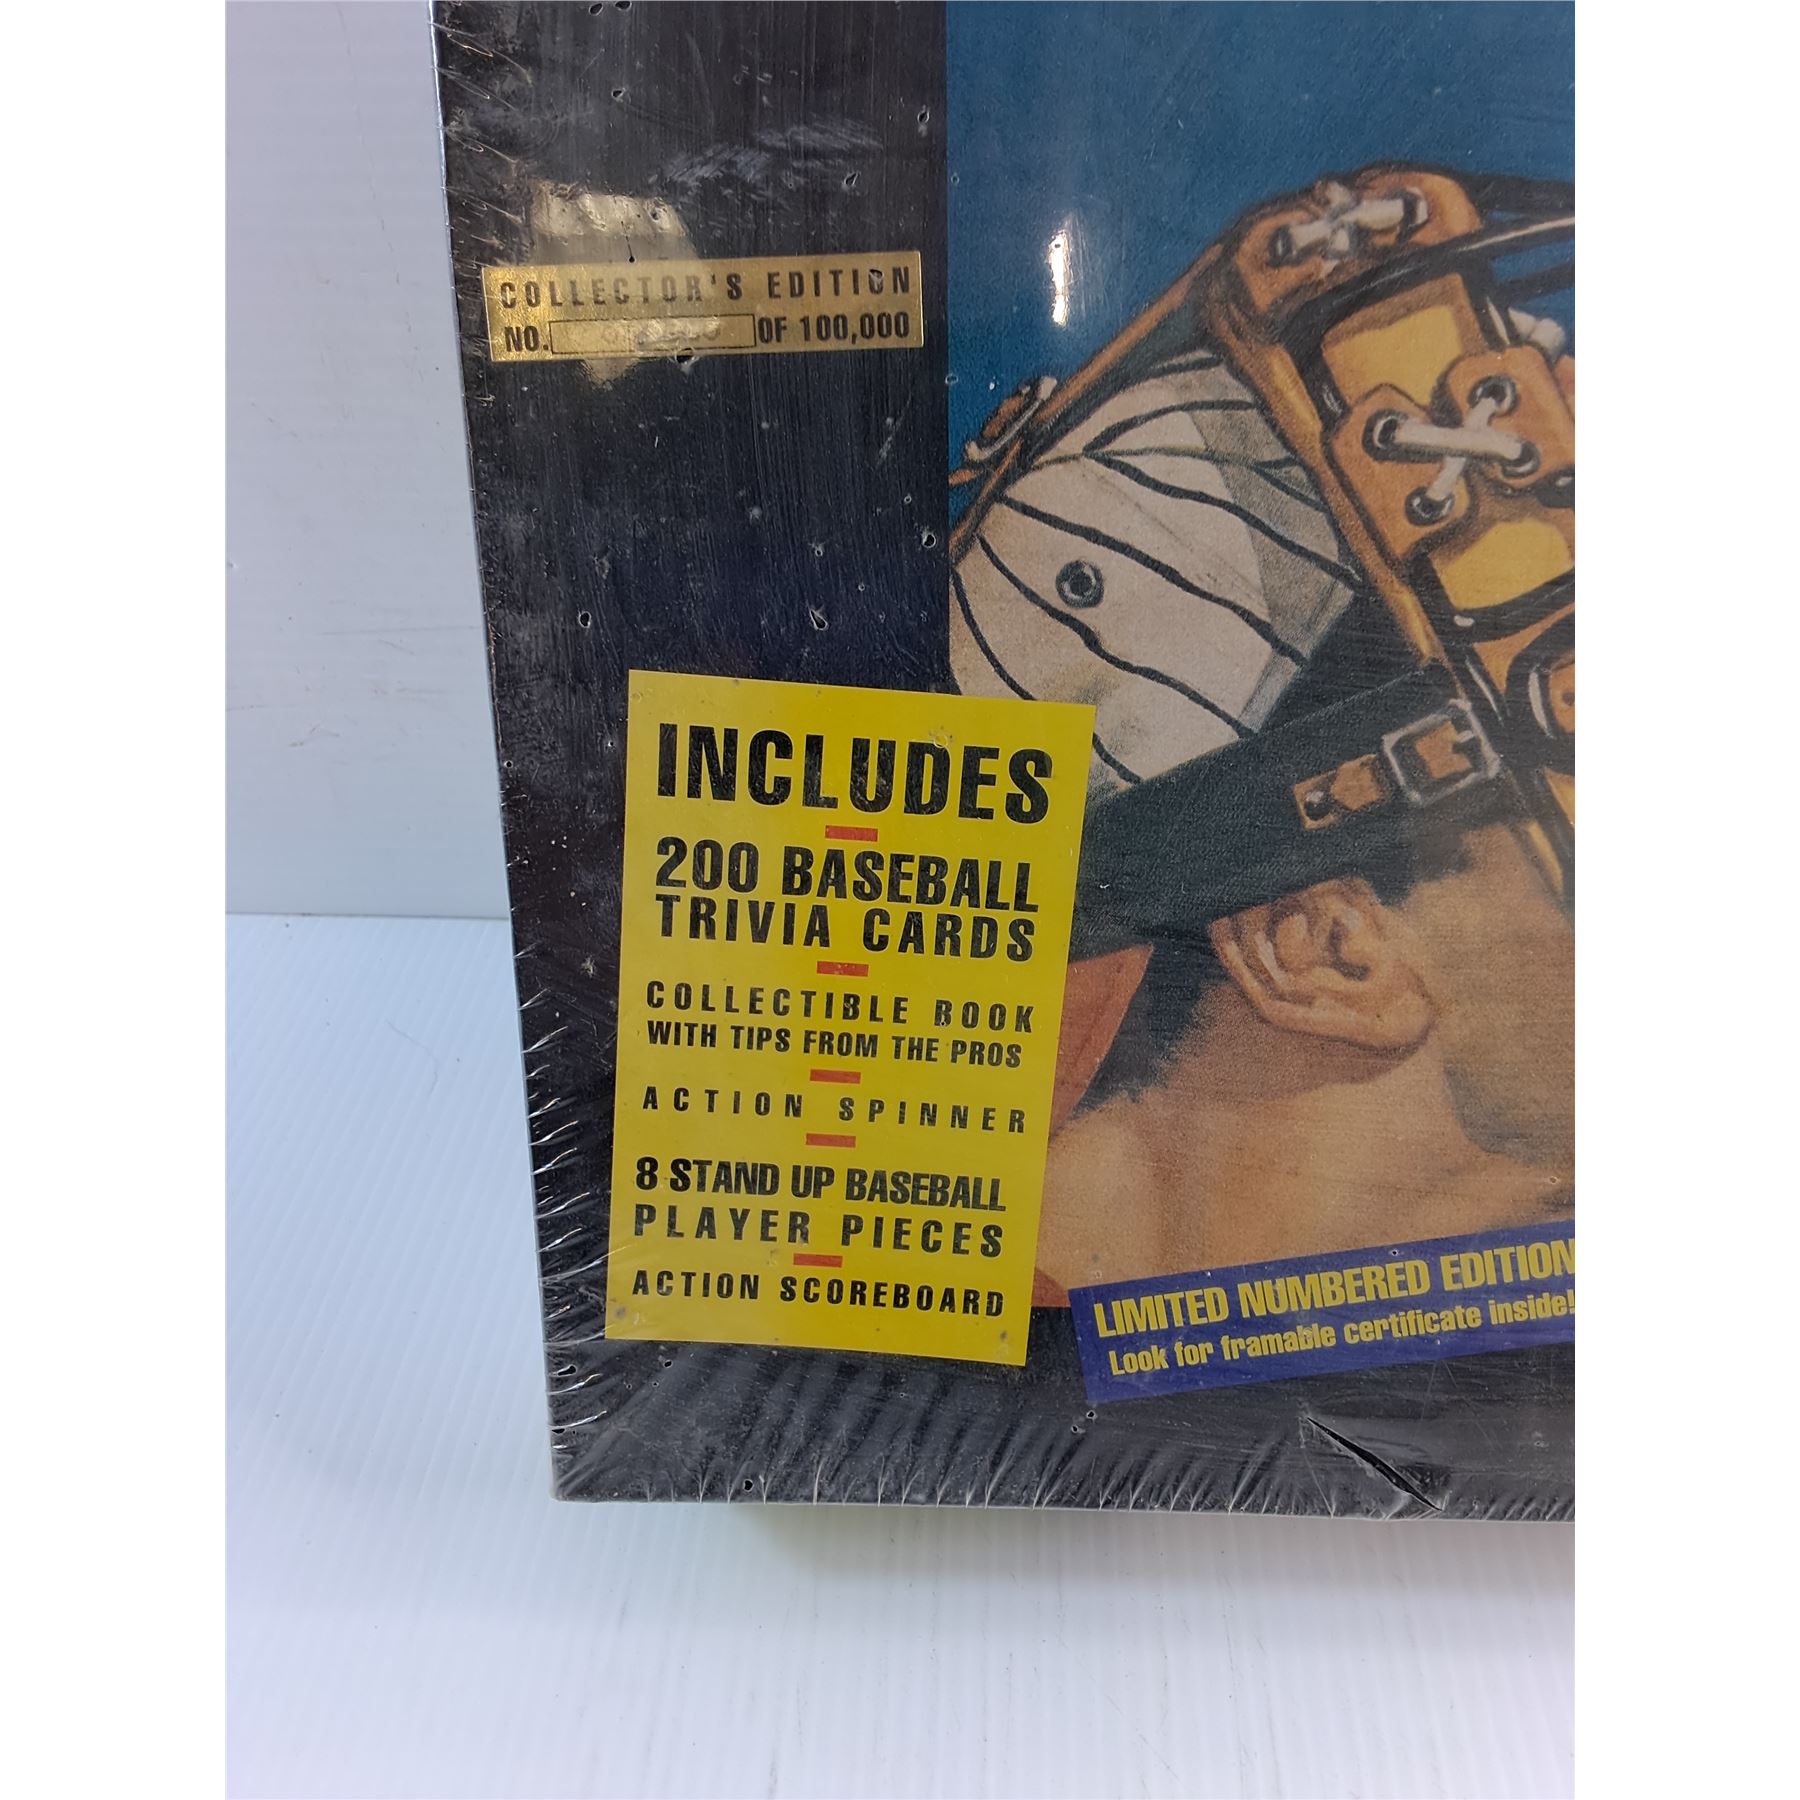 COLLECTOR'S EDITION
NO. OF 100,000
INCLUDES
200 BASEBALL
TRIVIA CARDS
COLLECTIBLE BOOK
WITH TIPS FROM THE PROS
ACTION SPINNER
8 STAND UP BASEBALL
PLAYER PIECES
ACTION SCOREBOARD
LIMITED NUMBERED EDITION
Look for framable certificate inside!